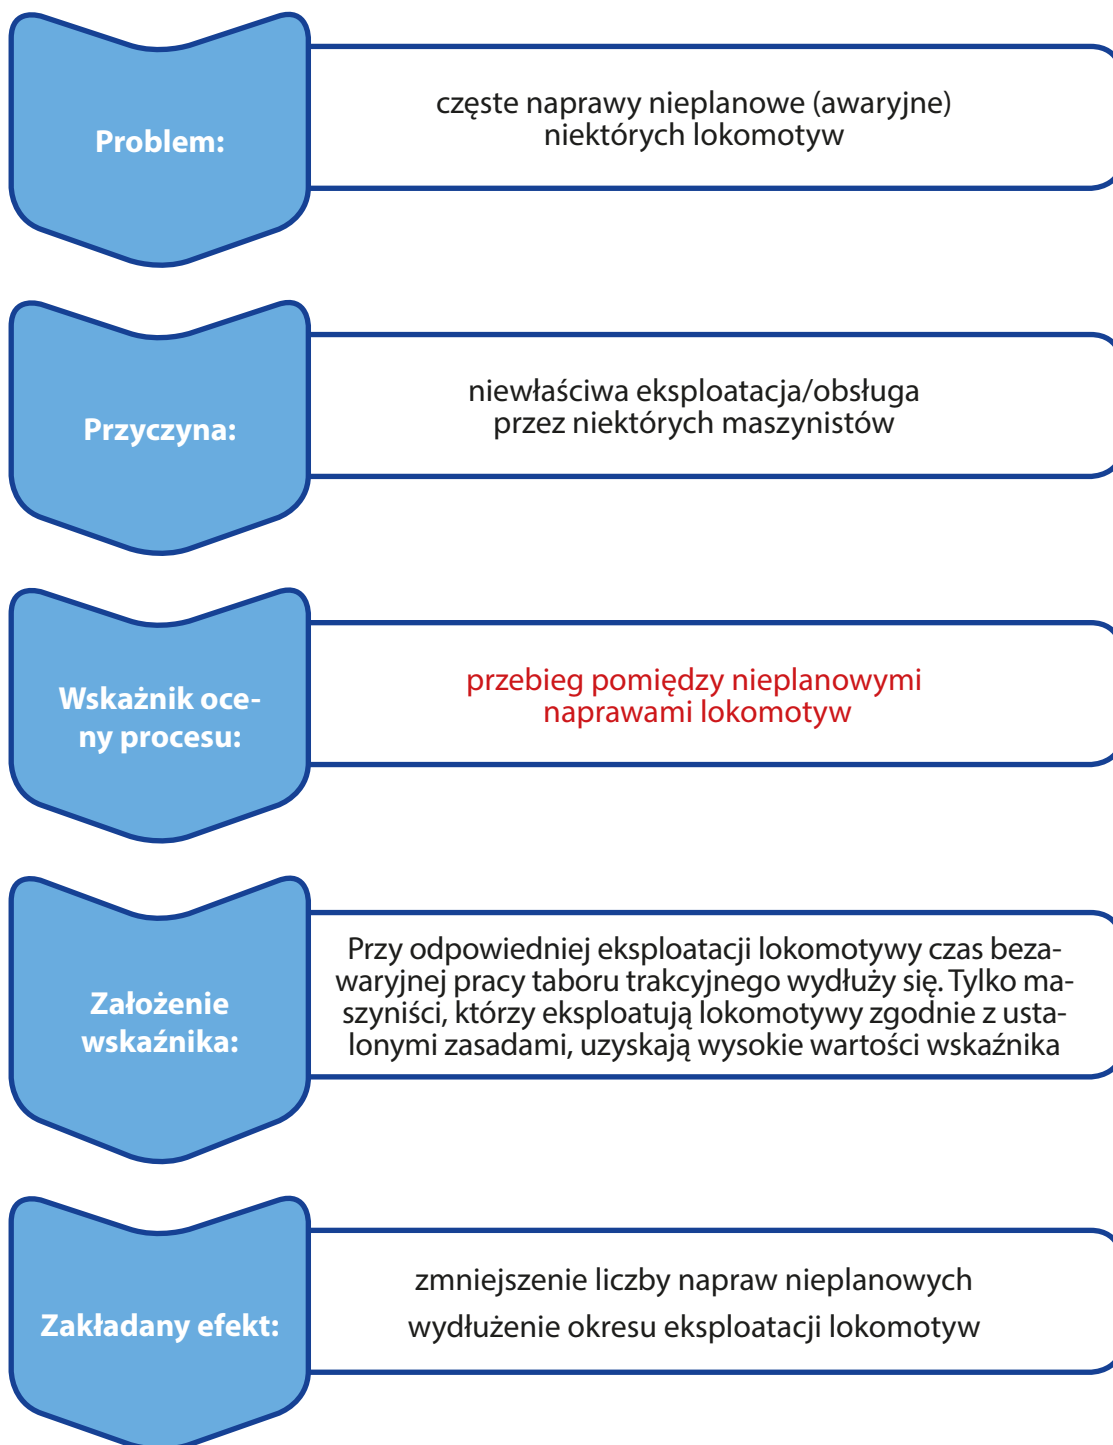 Problem:
częste naprawy nieplanowe (awaryjne)
niektórych lokomotyw
Przyczyna:
niewłaściwa eksploatacja/obsługa
przez niektórych maszynistów
Wskażnik oce-
ny procesu:
przebieg pomiędzy nieplanowymi
naprawami lokomotyw
Założenie
wskaźnika:
Przy odpowiedniej eksploatacji lokomotywy czas beza-
waryjnej pracy taboru trakcyjnego wydłuży się. Tylko ma-
szyniści, którzy eksploatują lokomotywy zgodnie z usta-
lonymi zasadami, uzyskają wysokie wartości wskaźnika
Zakładany efekt:
zmniejszenie liczby napraw nieplanowych
wydłużenie okresu eksploatacji lokomotyw